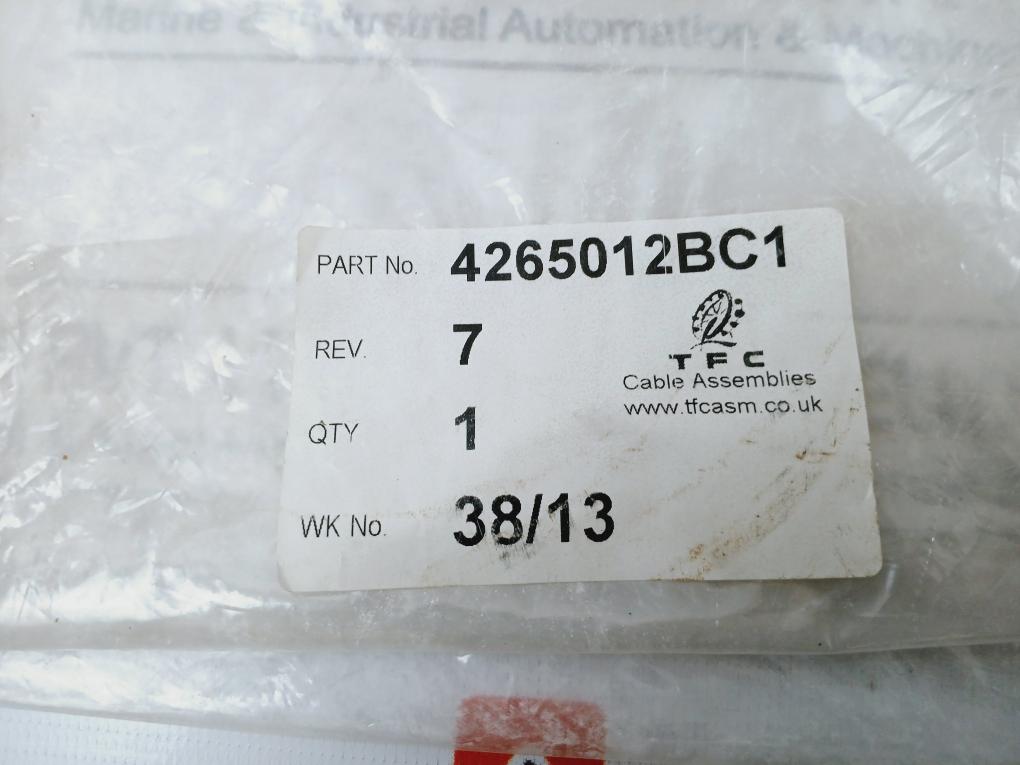 Marine & Industrial Automation &
PART No. 4265012BC1
REV. 7
TFC
Cable Assemblies
www.tfcasm.co.uk
QTY 1
WK No. 38/13